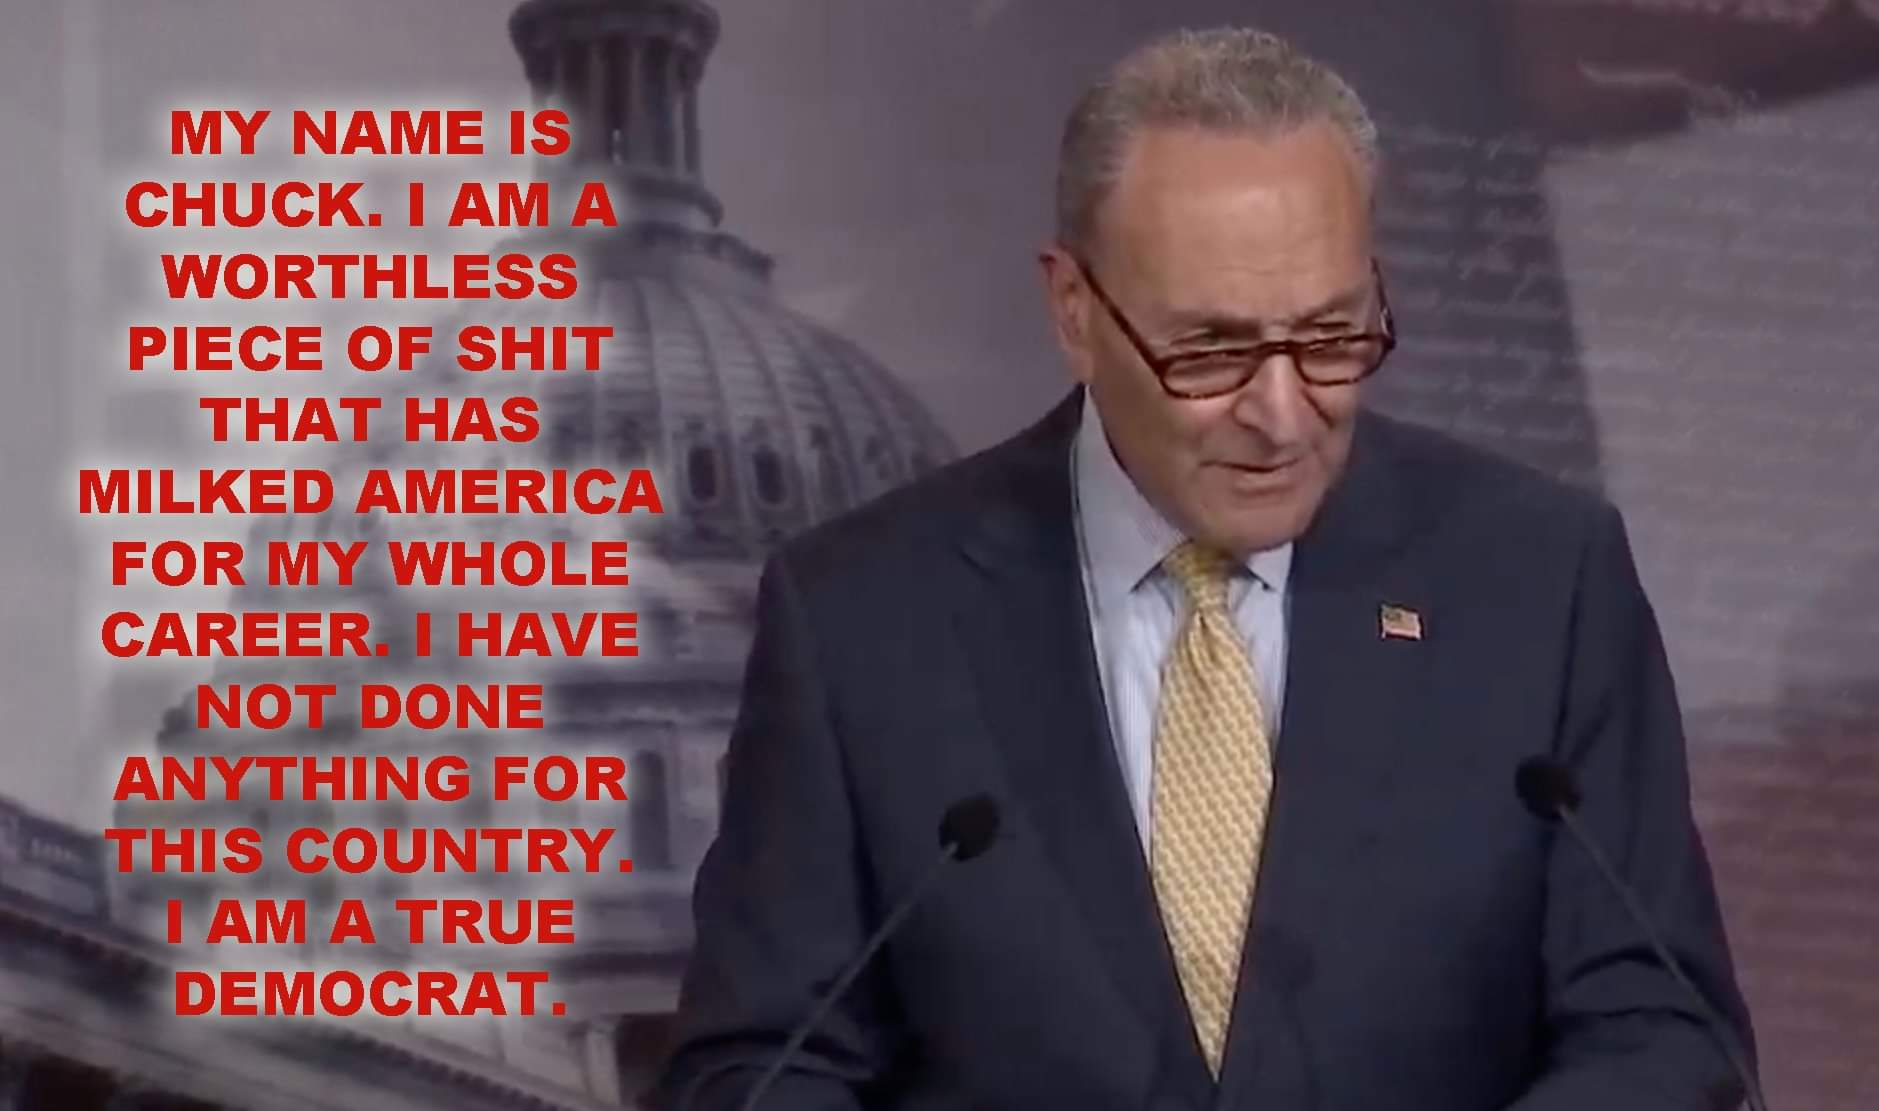 MY NAME IS
CHUCK. I AM A
WORTHLESS
PIECE OF SHIT
THAT HAS
MILKED AMERICA
FOR MY WHOLE
CAREER. I HAVE
NOT DONE
ANYTHING FOR
THIS COUNTRY.
I AM A TRUE
DEMOCRAT.